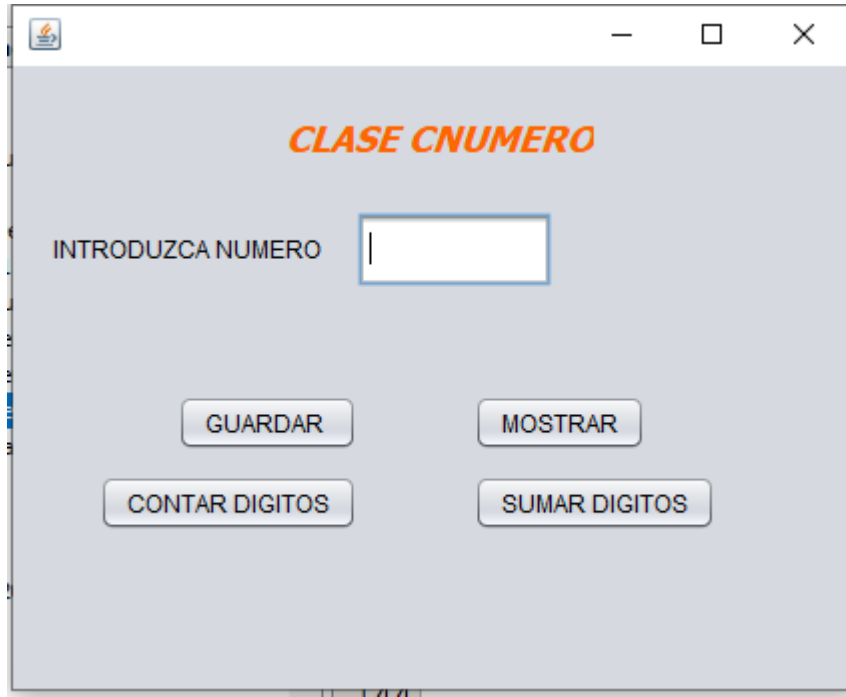 CLASE CNUMERO
INTRODUZCA NUMERO
GUARDAR MOSTRAR
CONTAR DIGITOS SUMAR DIGITOS